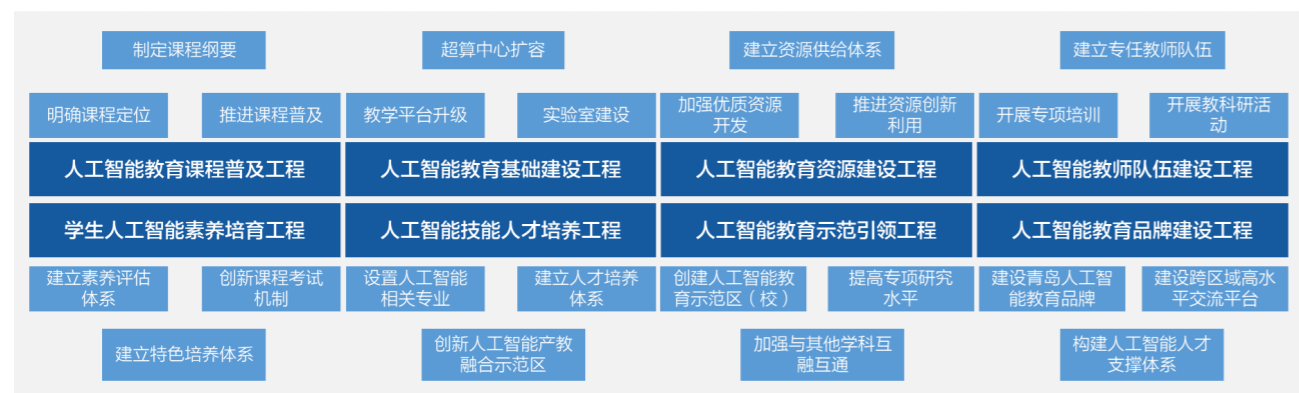 制定课程纲要
超算中心扩容
建立资源供给体系
建立专任教师队伍
明确课程定位
推进课程普及
教学平台升级
实验室建设
加强优质资源
开发
推进资源创新
利用
开展专项培训
开展教科研活
动
人工智能教育课程普及工程
人工智能教育基础建设工程
人工智能教育资源建设工程
人工智能教师队伍建设工程
学生人工智能素养培育工程
人工智能技能人才培养工程
人工智能教育示范引领工程
人工智能教育品牌建设工程
建立素养评估
体系
创新课程考试
机制
设置人工智能
相关专业
建立人才培养
体系
创建人工智能教
育示范区（校）
提高专项研究
水平
建设青岛人工智
能教育品牌
建设跨区域高水
平交流平台
建立特色培养体系
创新人工智能产教
融合示范区
加强与其他学科互
融互通
构建人工智能人才
支撑体系